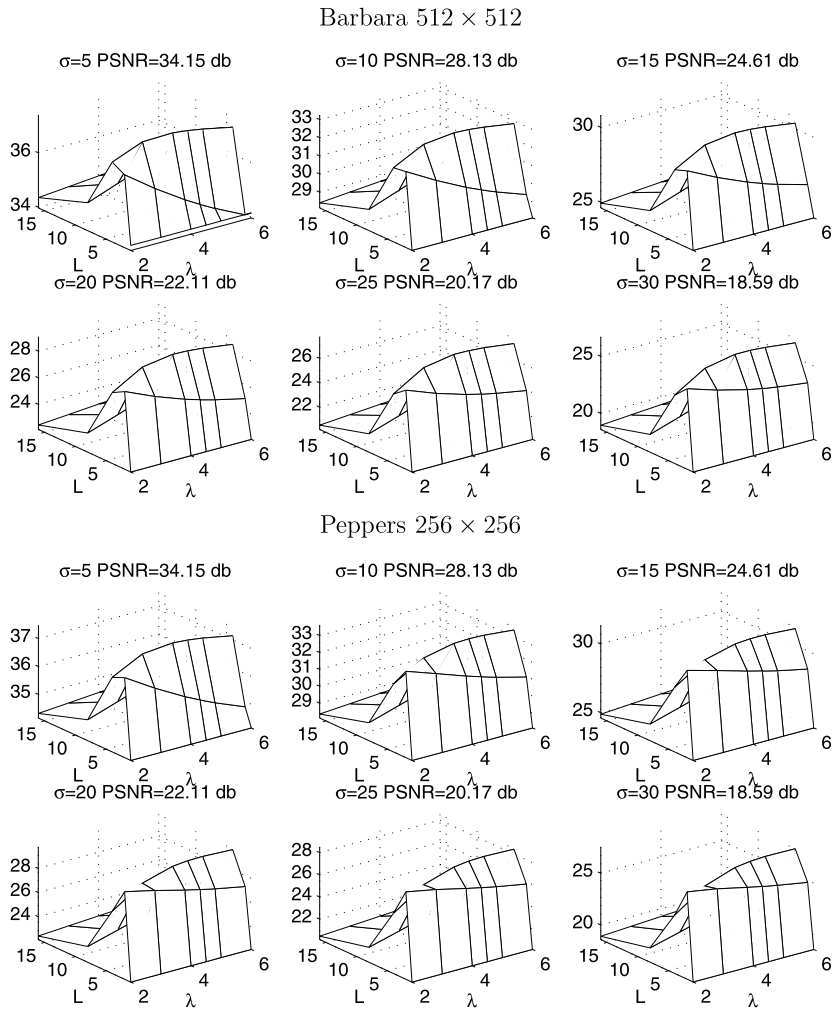 Barbara 512 × 512
σ=5 PSNR=34.15 db
σ=10 PSNR=28.13 db
σ=15 PSNR=24.61 db
36
34
15
10
5
L
2
4
6
λ
33
32
31
30
29
15
10
5
L
2
4
6
λ
30
25
15
10
5
L
2
4
6
λ
σ=20 PSNR=22.11 db
σ=25 PSNR=20.17 db
σ=30 PSNR=18.59 db
28
26
24
15
10
5
L
2
4
6
λ
26
24
22
15
10
5
L
2
4
6
λ
25
20
15
10
5
L
2
4
6
λ
Peppers 256 × 256
σ=5 PSNR=34.15 db
σ=10 PSNR=28.13 db
σ=15 PSNR=24.61 db
37
36
35
15
10
5
L
2
4
6
λ
33
32
31
30
29
15
10
5
L
2
4
6
λ
30
25
15
10
5
L
2
4
6
λ
σ=20 PSNR=22.11 db
σ=25 PSNR=20.17 db
σ=30 PSNR=18.59 db
28
26
24
15
10
5
L
2
4
6
λ
28
26
24
22
15
10
5
L
2
4
6
λ
25
20
15
10
5
L
2
4
6
λ